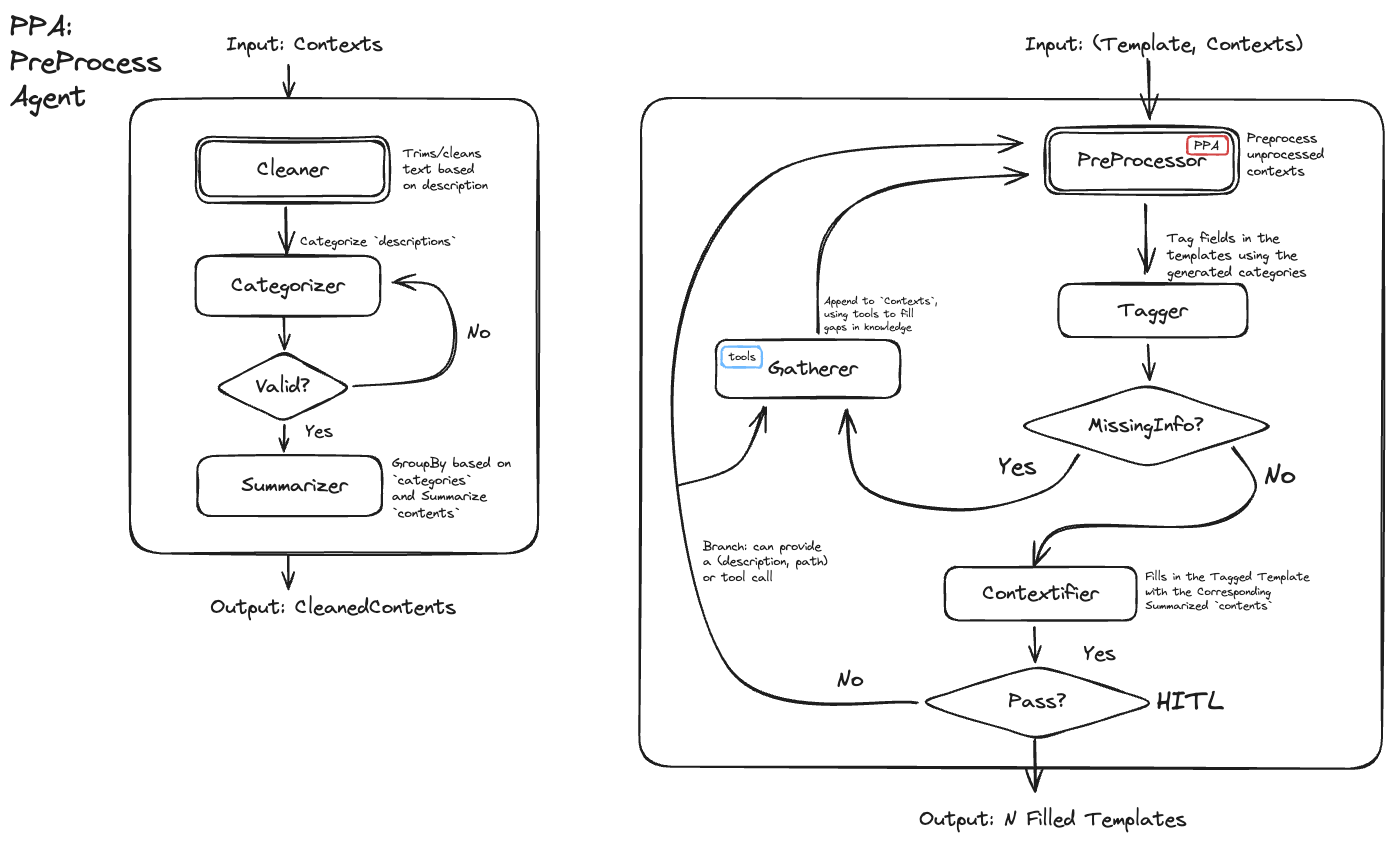 PPA:
PreProcess
Agent
Input: Contexts
Cleaner
Trims/cleans
text based
on description
Categorize `descriptions`
Categorizer
No
Valid?
Yes
Summarizer
GroupBy based on
`categories`
and Summarize
`contents`
Output: CleanedContents
Input: (Template, Contexts)
PPA
PreProcessor
Preprocess
unprocessed
contexts
Tag fields in the
templates using the
generated categories
Tagger
Append to `Contexts`,
using tools to fill
gaps in knowledge
tools
Gatherer
MissingInfo?
Yes
No
Branch: can provide
a (description, path)
or tool call
Contextifier
Fills in the Tagged Template
with the Corresponding
Summarized `contents`
Yes
No
Pass?
HITL
Output: N Filled Templates